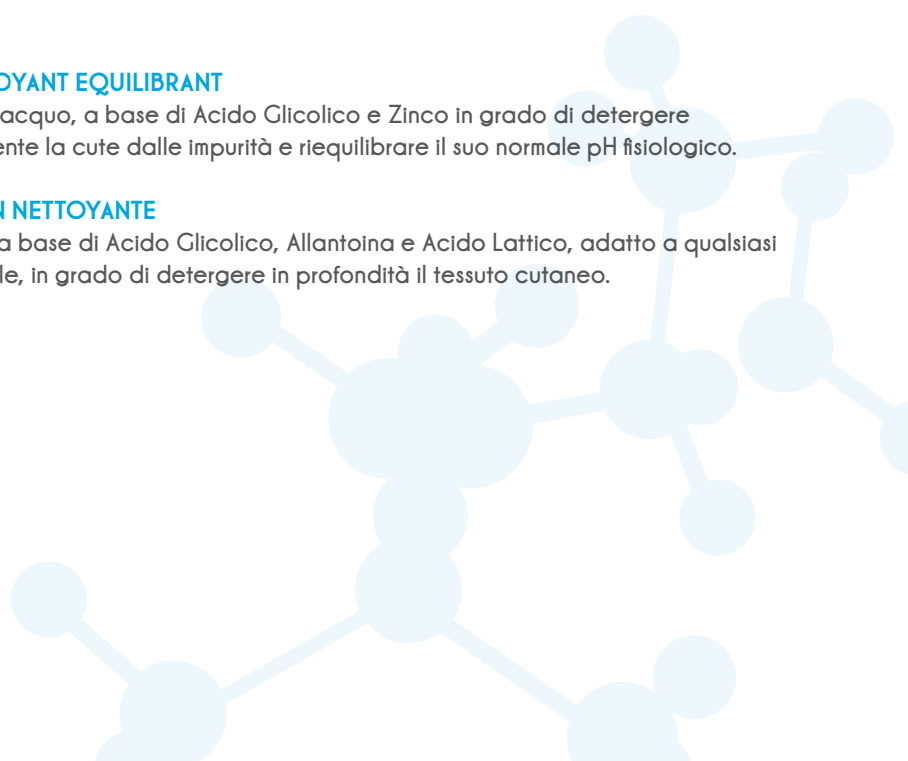 OYANT EQUILIBRANT
acquo, a base di Acido Glicolico e Zinco in grado di detergere
ente la cute dalle impurità e riequilibrare il suo normale pH fisiologico.
N NETTOYANTE
a base di Acido Glicolico, Allantoina e Acido Lattico, adatto a qualsiasi
le, in grado di detergere in profondità il tessuto cutaneo.